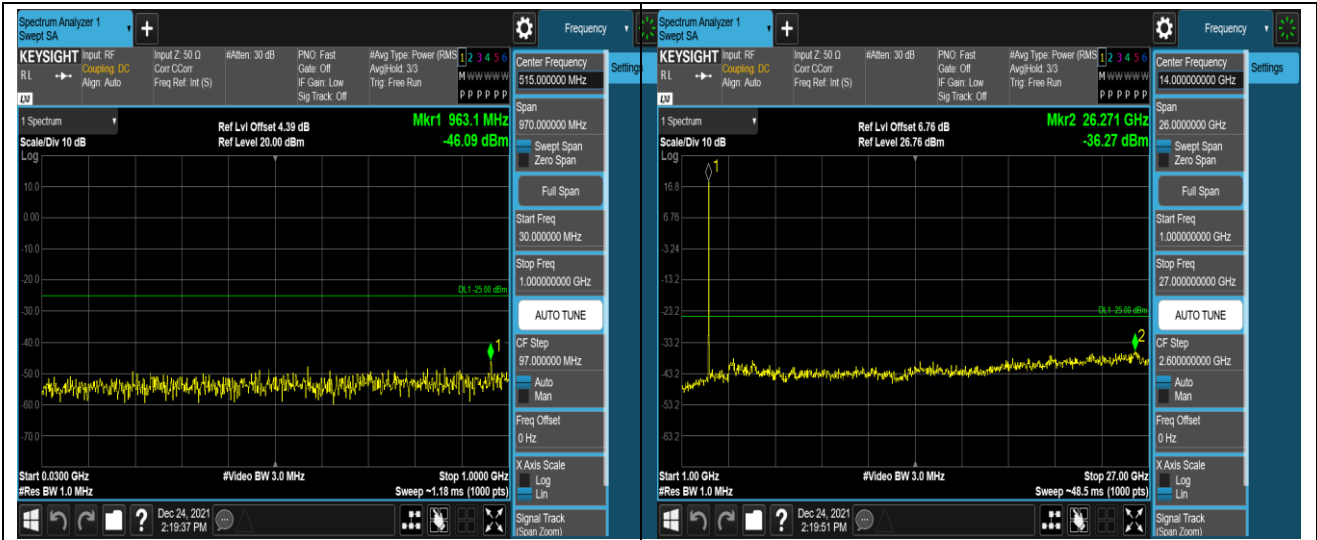 Spectrum Analyzer 1
Swept SA
Frequency
KEYSIGHT
Input: RF
Input Z: 50 Ω
#Atten: 30 dB
PNO: Fast
#Avg Type: Power (RMS
1 2 3 4 5 6
RL
Coupling: DC
Corr CCorr
Gate: Off
Avg|Hold: 3/3
M W W W W W
Align: Auto
Freq Ref: Int (S)
IF Gain: Low
Trig: Free Run
Sig Track: Off
P P P P P P
LXI
Center Frequency
515.000000 MHz
Settings
1 Spectrum
Ref Lvl Offset 4.39 dB
Mkr1 963.1 MHz
Scale/Div 10 dB
Ref Level 20.00 dBm
-46.09 dBm
Log
10.0
0.00
-10.0
-20.0
-30.0
-40.0
-50.0
-60.0
-70.0
DL1 -25.00 dBm
1
Start 0.0300 GHz
#Video BW 3.0 MHz
Stop 1.0000 GHz
#Res BW 1.0 MHz
Sweep ~1.18 ms (1000 pts)
Span
970.000000 MHz
Swept Span
Zero Span
Full Span
Start Freq
30.000000 MHz
Stop Freq
1.000000000 GHz
AUTO TUNE
CF Step
97.000000 MHz
Auto
Man
Freq Offset
0 Hz
X Axis Scale
Log
Lin
Signal Track
(Span Zoom)
Dec 24, 2021
2:19:37 PM
Spectrum Analyzer 1
Swept SA
Frequency
KEYSIGHT
Input: RF
Input Z: 50 Ω
#Atten: 30 dB
PNO: Fast
#Avg Type: Power (RMS
1 2 3 4 5 6
RL
Coupling: DC
Corr CCorr
Gate: Off
Avg|Hold: 3/3
M W W W W W
Align: Auto
Freq Ref: Int (S)
IF Gain: Low
Trig: Free Run
Sig Track: Off
P P P P P P
LXI
Center Frequency
14.000000000 GHz
Settings
1 Spectrum
Ref Lvl Offset 6.76 dB
Mkr2 26.271 GHz
Scale/Div 10 dB
Ref Level 26.76 dBm
-36.27 dBm
Log
1
16.8
6.76
-3.24
-13.2
-23.2
-33.2
-43.2
-53.2
-63.2
DL1 -25.00 dBm
2
Start 1.00 GHz
#Video BW 3.0 MHz
Stop 27.00 GHz
#Res BW 1.0 MHz
Sweep ~48.5 ms (1000 pts)
Span
26.0000000 GHz
Swept Span
Zero Span
Full Span
Start Freq
1.000000000 GHz
Stop Freq
27.000000000 GHz
AUTO TUNE
CF Step
2.600000000 GHz
Auto
Man
Freq Offset
0 Hz
X Axis Scale
Log
Lin
Signal Track
(Span Zoom)
Dec 24, 2021
2:19:51 PM